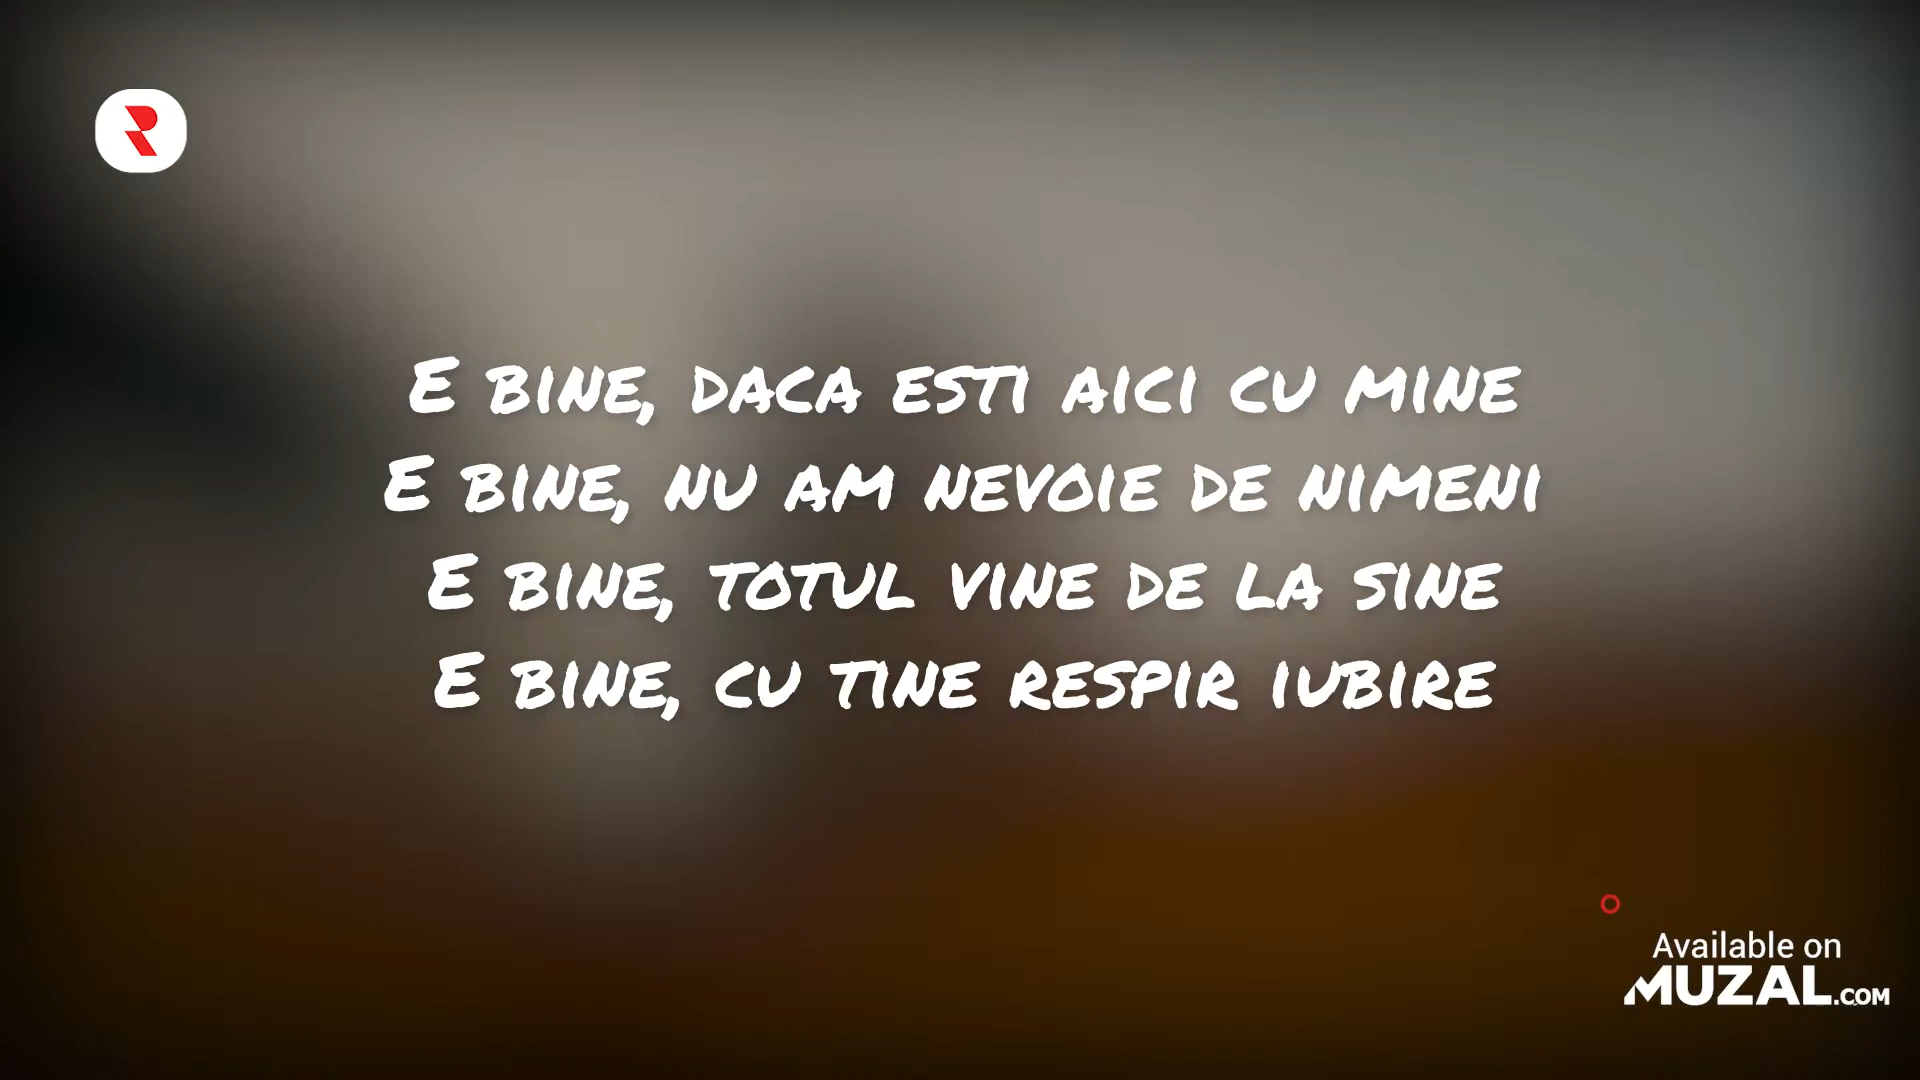 E bine, daca esti aici cu mine
E bine, nu am nevoie de nimeni
E bine, totul vine de la sine
E bine, cu tine respir iubire
R
Available on
MUZAL.COM